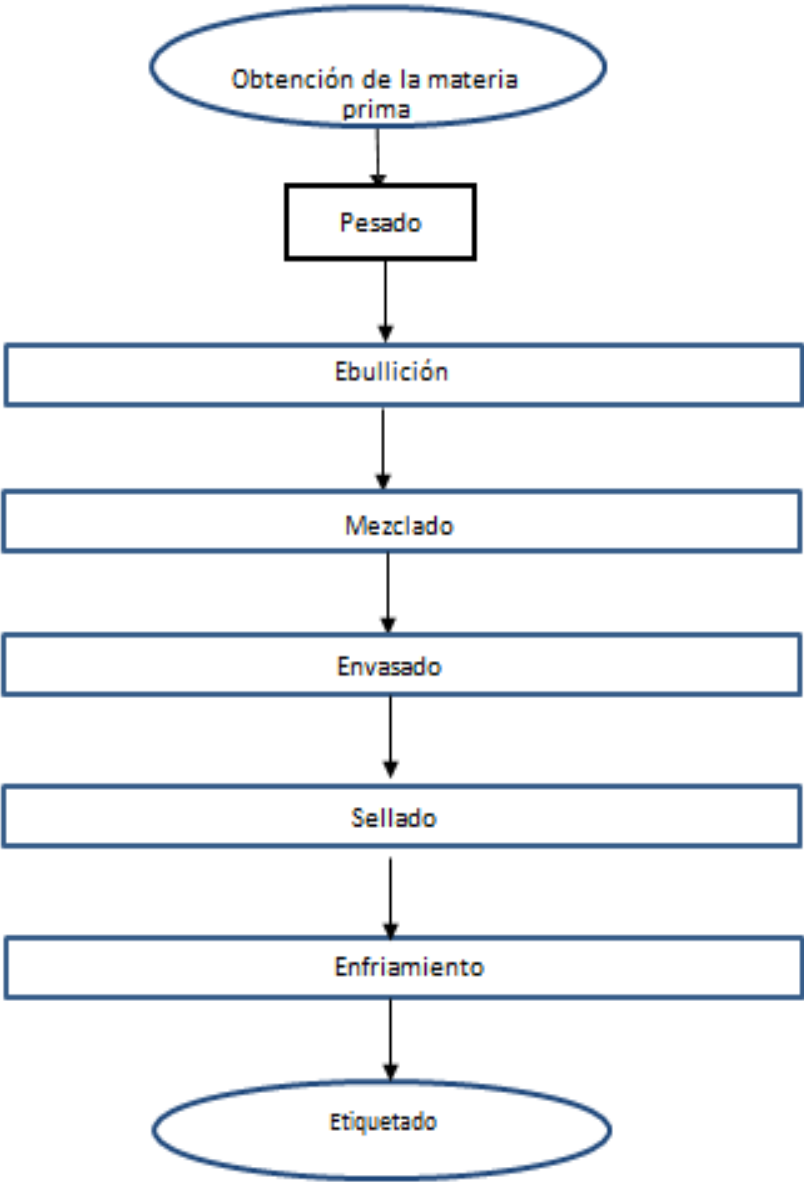 Obtención de la materia
prima
Pesado
Ebullición
Mezclado
Envasado
Sellado
Enfriamiento
Etiquetado